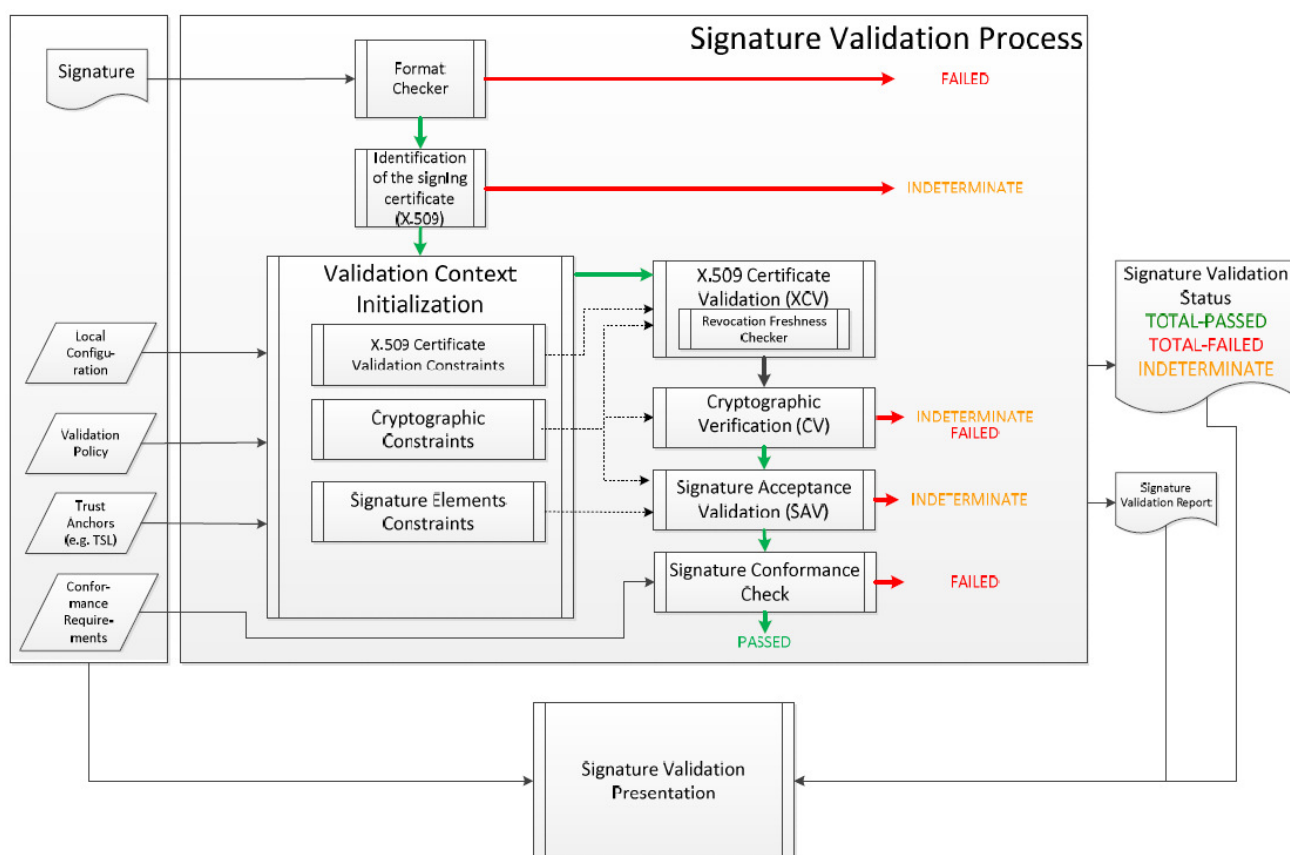 Signature Validation Process
Signature
Format
Checker
FAILED
Identification
of the signing
certificate
(X.509)
INDETERMINATE
Validation Context
Initialization
X.509 Certificate
Validation (XCV)
Revocation Freshness
Checker
Signature Validation
Status
TOTAL-PASSED
TOTAL-FAILED
INDETERMINATE
Local
Configu-
ration
X.509 Certificate
Validation Constraints
Cryptographic
Constraints
Cryptographic
Verification (CV)
INDETERMINATE
FAILED
Validation
Policy
Signature Elements
Constraints
Signature Acceptance
Validation (SAV)
INDETERMINATE
Signature
Validation Report
Trust
Anchors
(e.g. TSL)
Confor-
mance
Require-
ments
Signature Conformance
Check
FAILED
PASSED
Signature Validation
Presentation